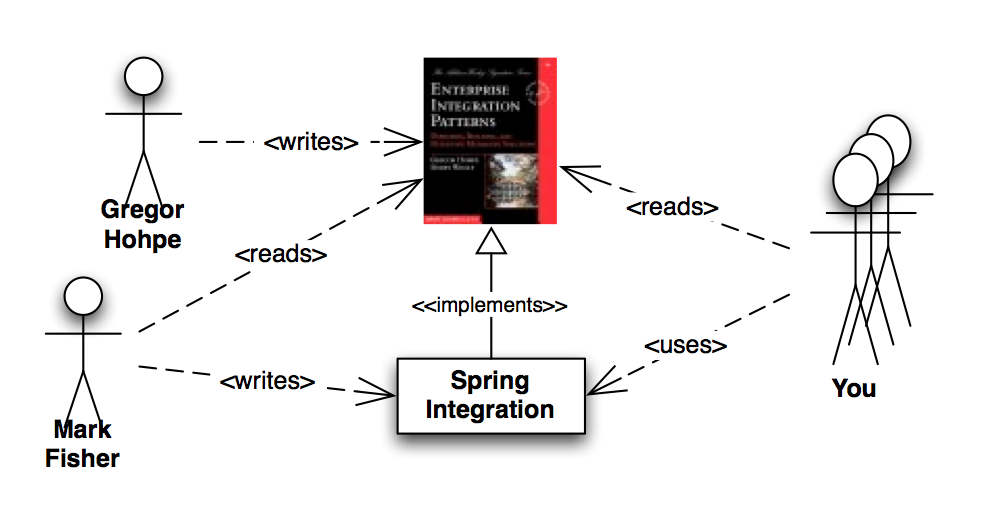 ENTERPRISE
INTEGRATION
PATTERNS
<writes>
Gregor
Hohpe
<reads>
<reads>
<<implements>>
<uses>
<writes>
Spring
Integration
You
Mark
Fisher